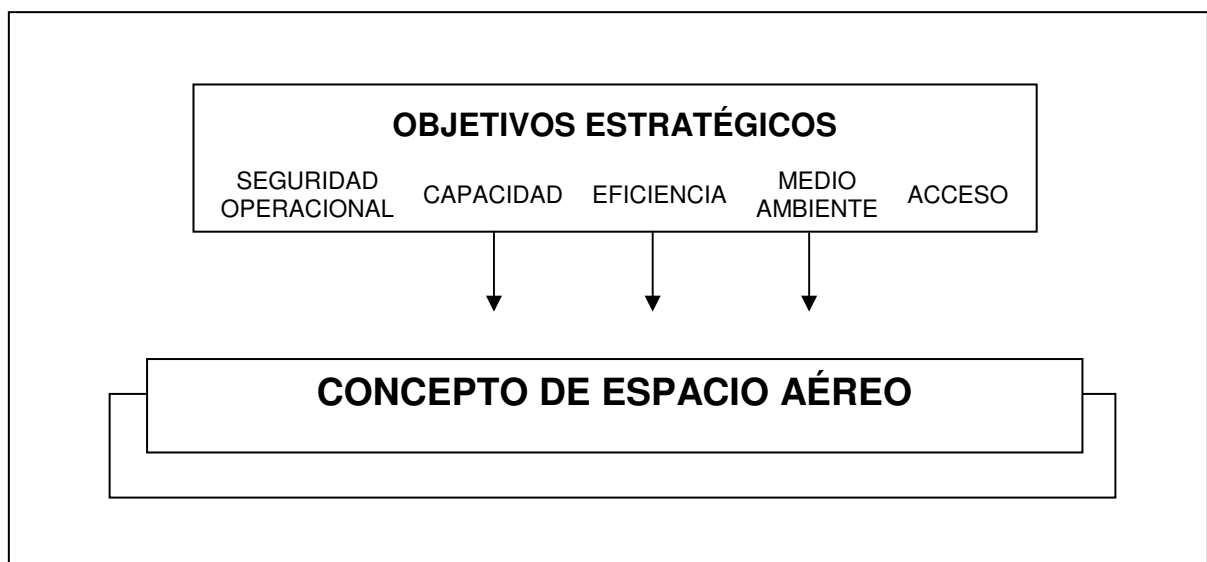 OBJETIVOS ESTRATÉGICOS
SEGURIDAD
OPERACIONAL
CAPACIDAD
EFICIENCIA
MEDIO
AMBIENTE
ACCESO
CONCEPTO DE ESPACIO AÉREO